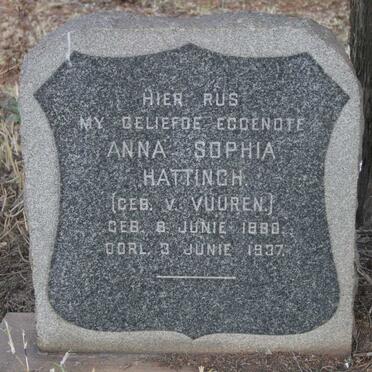 HIER RUS
MY GELIEFDE EGGENOTE
ANNA SOPHIA
HATTINGH.
(GEB. V. VUUREN.)
GEB. 8 JUNIE 1880.
OORL. 3 JUNIE 1937.